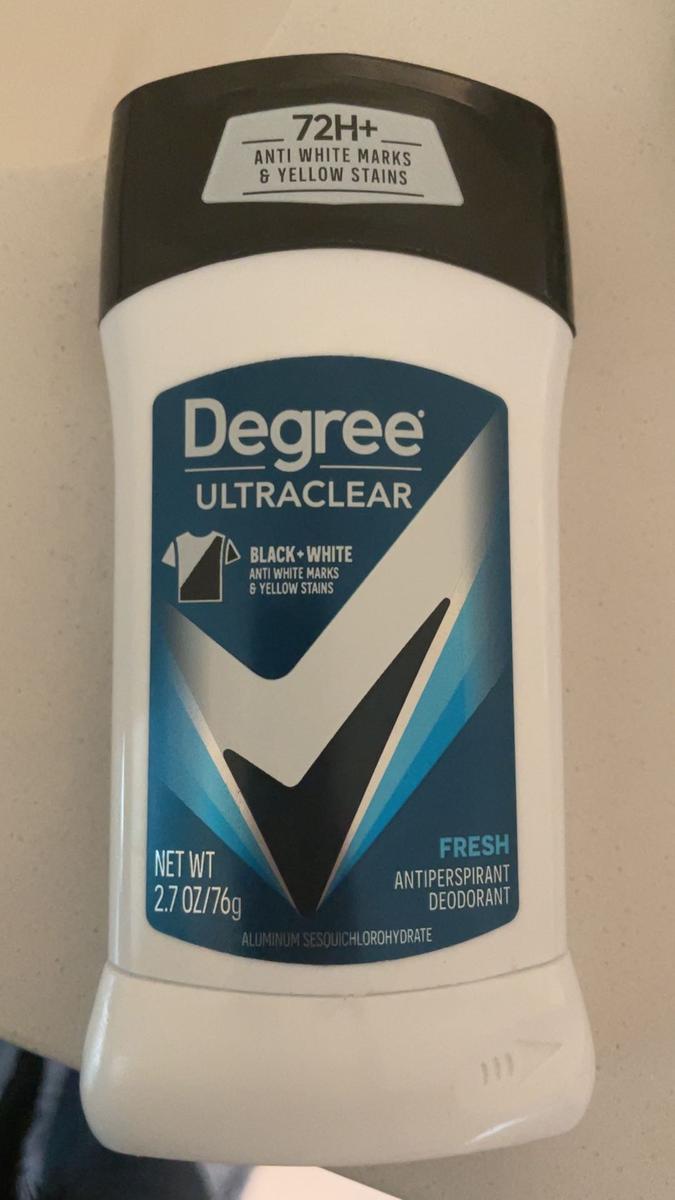 72H+
ANTI WHITE MARKS
& YELLOW STAINS
Degree
ULTRACLEAR
BLACK+WHITE
ANTI WHITE MARKS
& YELLOW STAINS
NET WT
2.7 OZ/76g
FRESH
ANTIPERSPIRANT
DEODORANT
ALUMINUM SESQUICHLOROHYDRATE